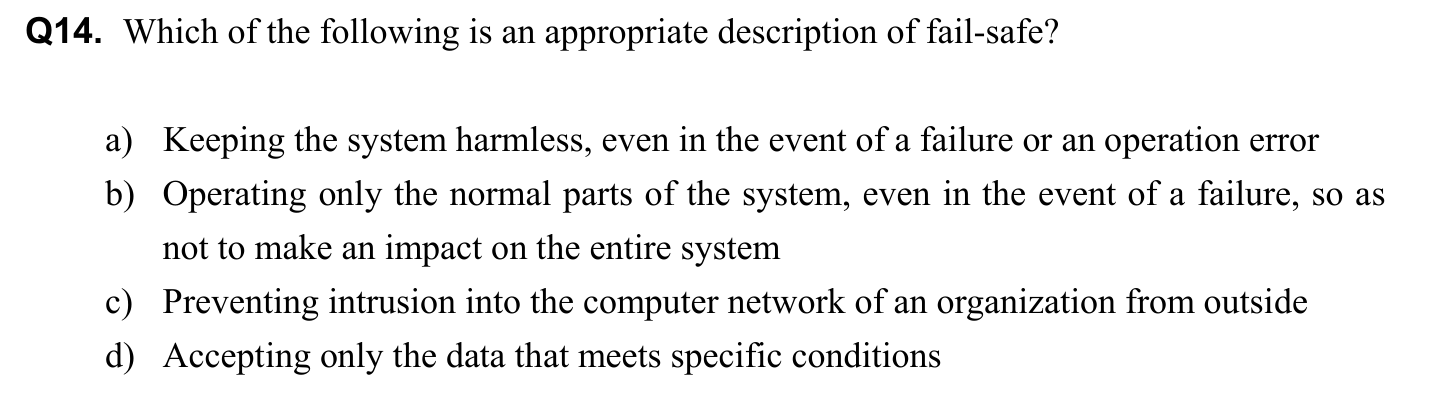 Q14. Which of the following is an appropriate description of fail-safe?
a) Keeping the system harmless, even in the event of a failure or an operation error
b) Operating only the normal parts of the system, even in the event of a failure, so as
not to make an impact on the entire system
c) Preventing intrusion into the computer network of an organization from outside
d) Accepting only the data that meets specific conditions